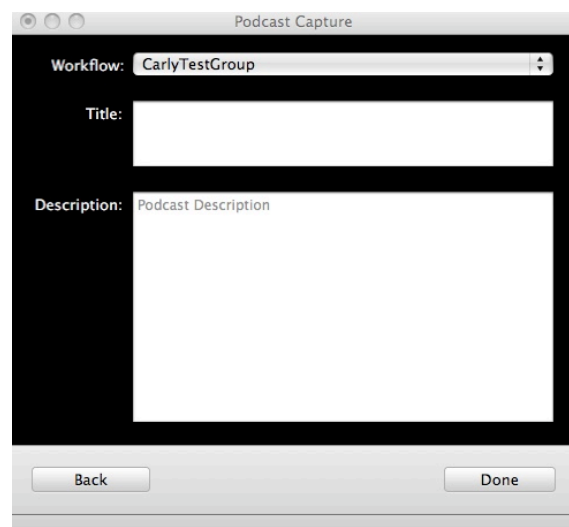 Podcast Capture
Workflow: CarlyTestGroup
Title:
Description: Podcast Description
Back Done